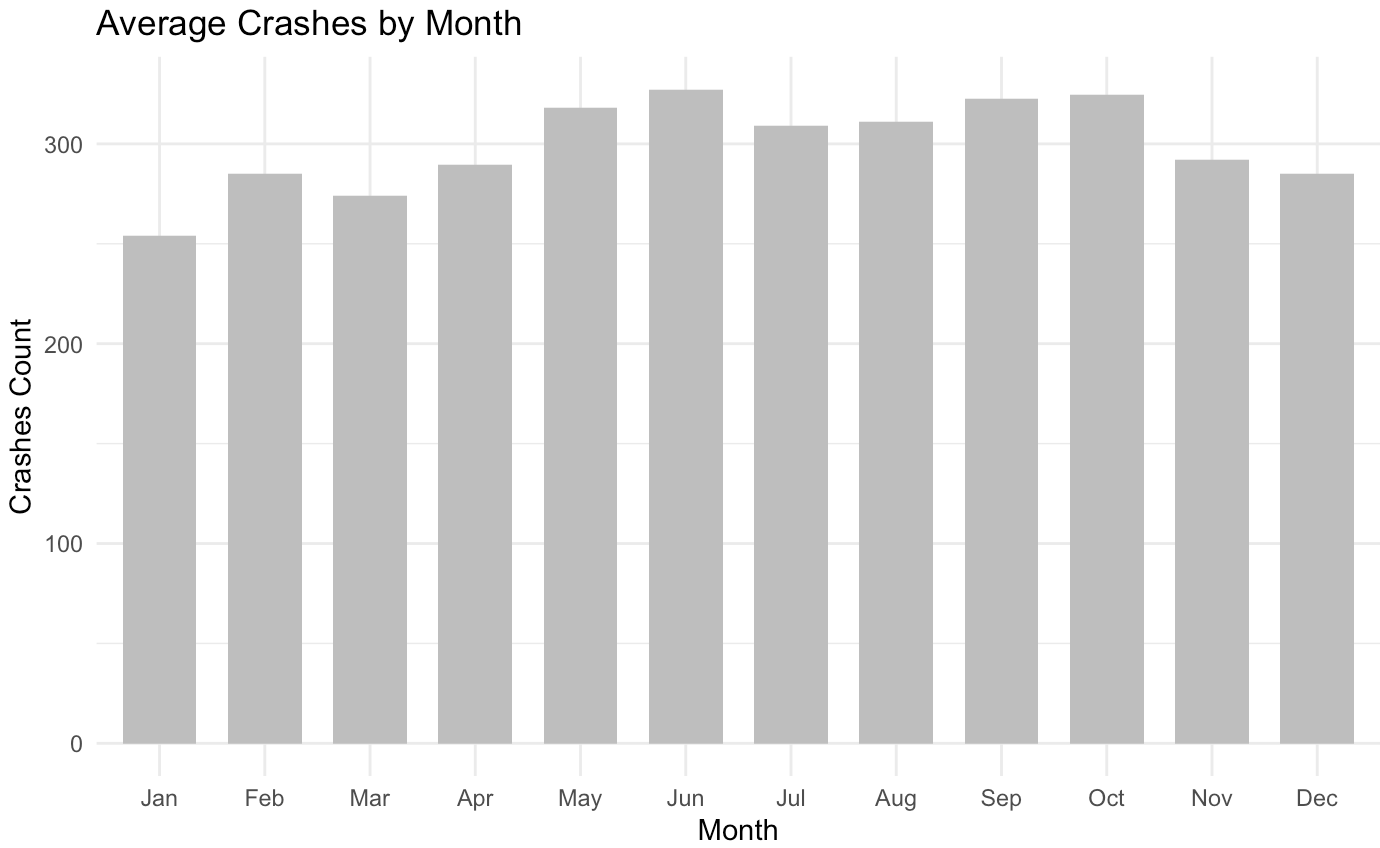 Average Crashes by Month
Crashes Count
300
200
100
0
Jan Feb Mar Apr May Jun Jul Aug Sep Oct Nov Dec
Month